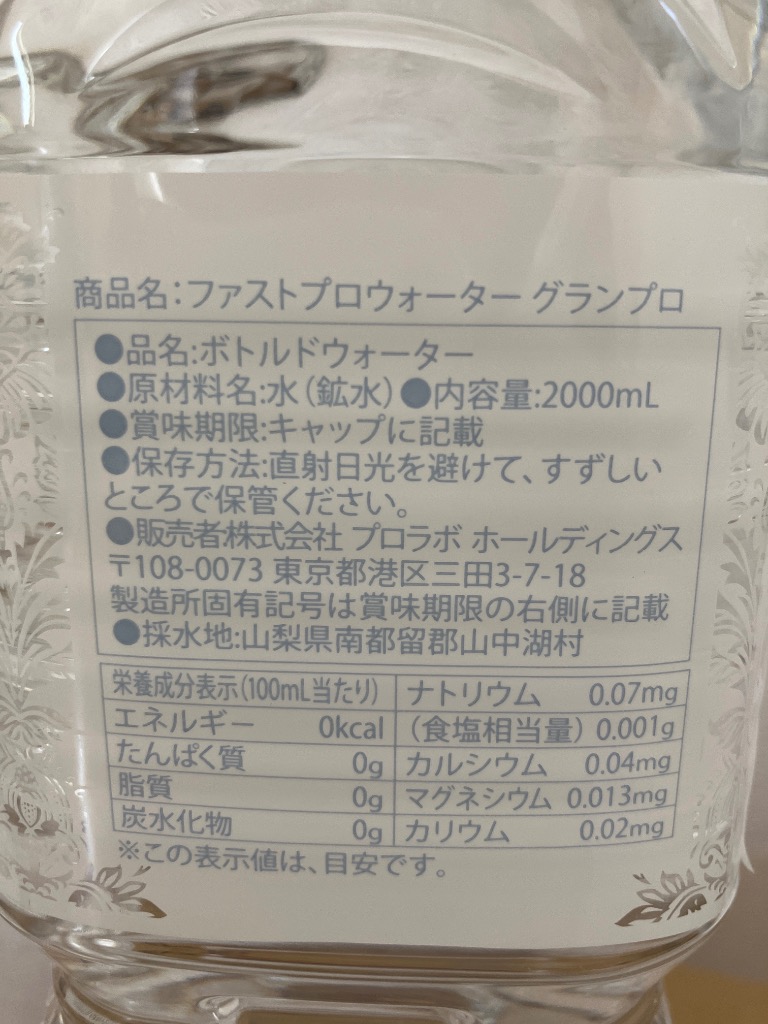 商品名：ファストプロウォーター グランプロ
●品名:ボトルドウォーター
●原材料名:水（鉱水）●内容量:2000mL
●賞味期限:キャップに記載
●保存方法:直射日光を避けて、すずしい
ところで保管ください。
●販売者株式会社 プロラボ ホールディングス
〒108-0073 東京都港区三田3-7-18
製造所固有記号は賞味期限の右側に記載
●採水地:山梨県南都留郡山中湖村
栄養成分表示(100mL当たり) ナトリウム 0.07mg
エネルギー 0kcal （食塩相当量）0.001g
たんぱく質 0g カルシウム 0.04mg
脂質 0g マグネシウム 0.013mg
炭水化物 0g カリウム 0.02mg
※この表示値は、目安です。